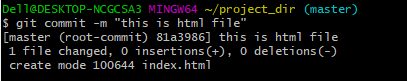 Dell@DESKTOP-NCGCSA3 MINGW64 ~/project_dir (master)
$ git commit -m "this is html file"
[master (root-commit) 81a3986] this is html file
 1 file changed, 0 insertions(+), 0 deletions(-)
 create mode 100644 index.html